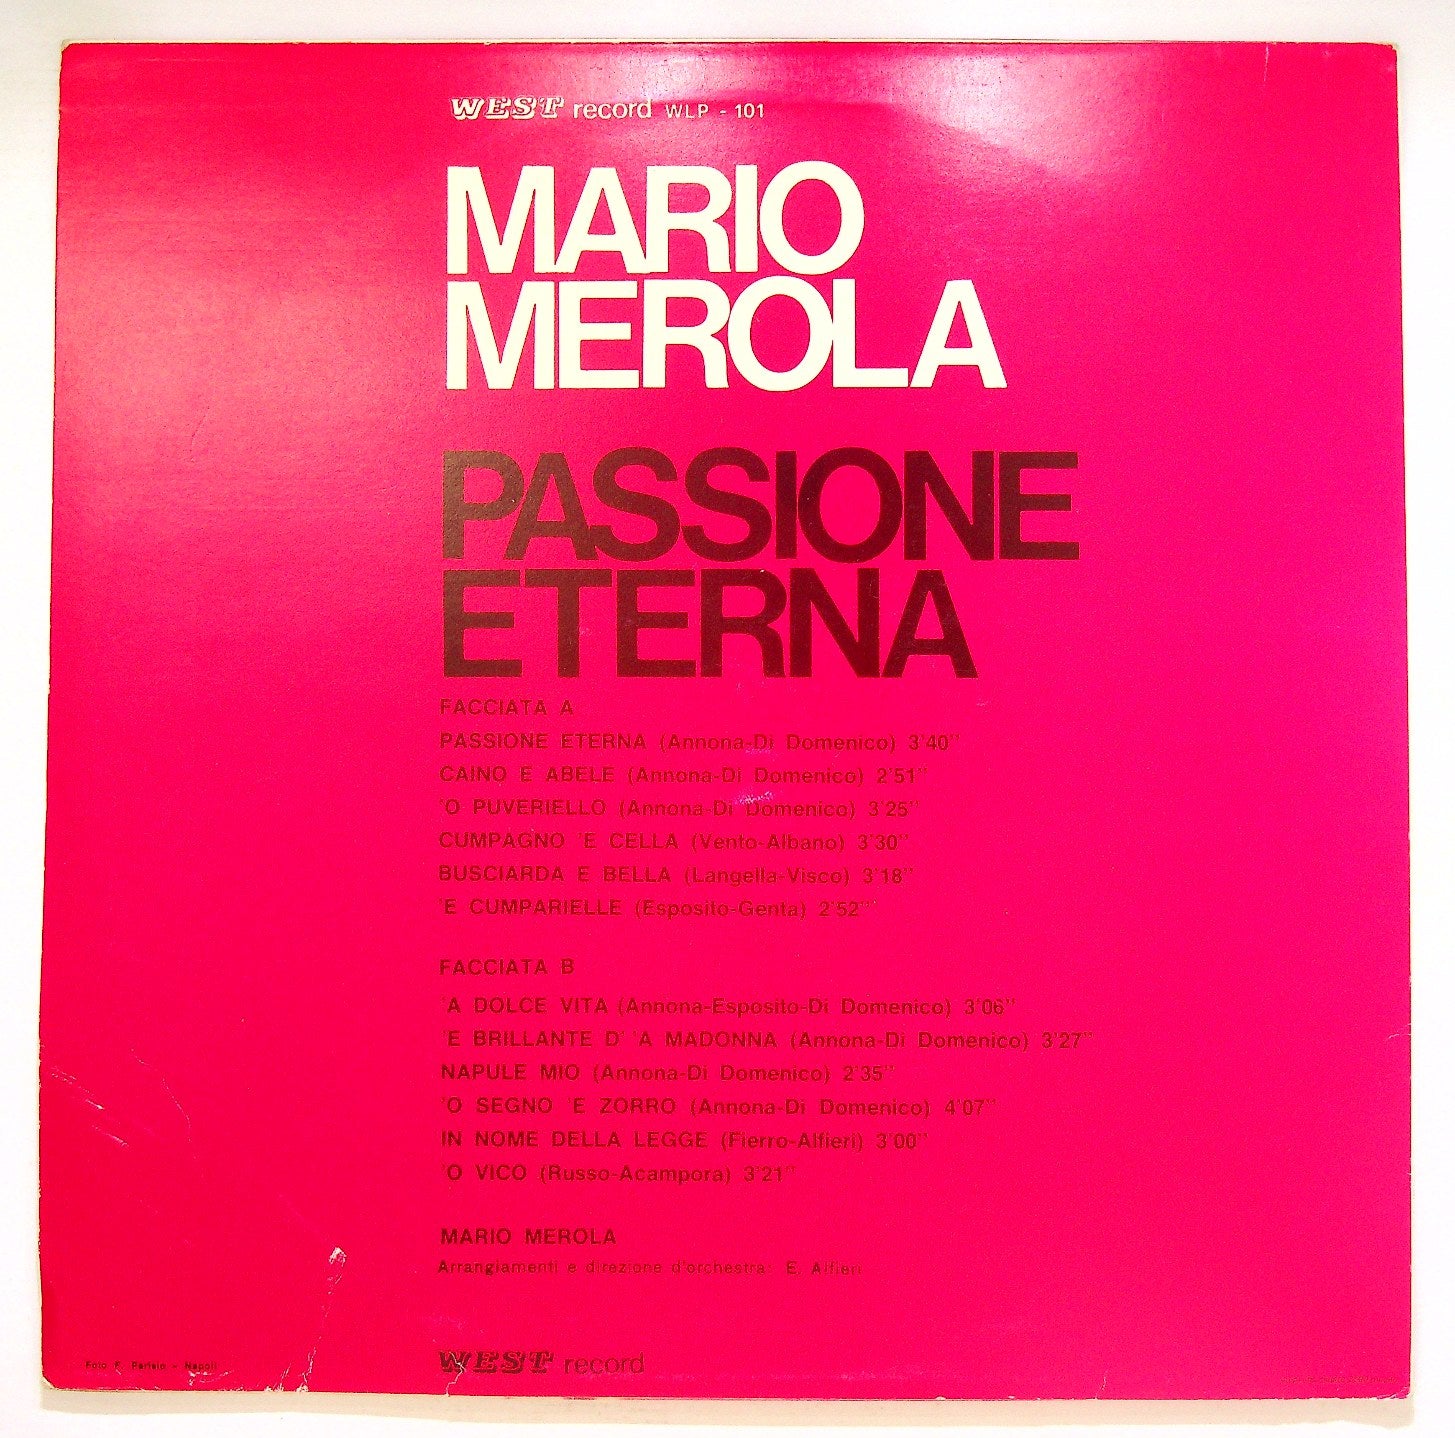 WEST record WLP - 101
MARIO
MEROLA
PASSIONE
ETERNA
FACCIATA A
PASSIONE ETERNA (Annona-Di Domenico) 3'40''
CAINO E ABELE (Annona-Di Domenico) 2'51''
'O PUVERIELLO (Annona-Di Domenico) 3'25''
CUMPAGNO 'E CELLA (Vento-Albano) 3'30''
BUSCIARDA E BELLA (Langella-Visco) 3'18''
'E CUMPARIELLE (Esposito-Genta) 2'52''
FACCIATA B
'A DOLCE VITA (Annona-Esposito-Di Domenico) 3'06''
'E BRILLANTE D' 'A MADONNA (Annona-Di Domenico) 3'27''
NAPULE MIO (Annona-Di Domenico) 2'35''
'O SEGNO 'E ZORRO (Annona-Di Domenico) 4'07''
IN NOME DELLA LEGGE (Fierro-Alfieri) 3'00''
'O VICO (Russo-Acampora) 3'21''
MARIO MEROLA
Arrangiamenti e direzione d'orchestra: E. Alfieri
WEST record
Foto F. Parisio - Napoli